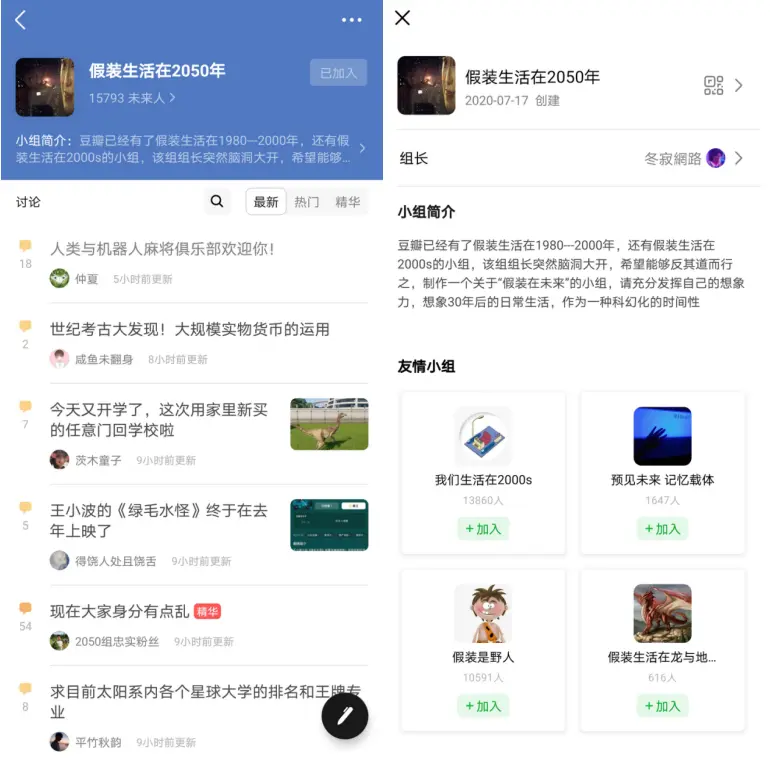 假装生活在2050年
15793 未来人
已加入
小组简介：豆瓣已经有了假装生活在1980—2000年，还有假
装生活在2000s的小组，该组组长突然脑洞大开，希望能够...
讨论
最新
热门
精华
人类与机器人麻将俱乐部欢迎你！
18
仲夏 5小时前更新
世纪考古大发现！大规模实物货币的运用
2
咸鱼未翻身 8小时前更新
今天又开学了，这次用家里新买
的任意门回学校啦
7
茨木童子 9小时前更新
王小波的《绿毛水怪》终于在去
年上映了
5
得饶人处且饶舌 9小时前更新
现在大家身分有点乱 精华
54
2050组忠实粉丝 9小时前更新
求目前太阳系内各个星球大学的排名和王牌专
业
8
平竹秋韵 9小时前更新
假装生活在2050年
2020-07-17 创建
组长
冬寂網路
小组简介
豆瓣已经有了假装生活在1980—2000年，还有假装生活在
2000s的小组，该组组长突然脑洞大开，希望能够反其道而行
之，制作一个关于“假装在未来”的小组，请充分发挥自己的想象
力，想象30年后的日常生活，作为一种科幻化的时间性
友情小组
我们生活在2000s
13860人
+加入
预见未来 记忆载体
1647人
+加入
假装是野人
10591人
+加入
假装生活在龙与地...
616人
+加入